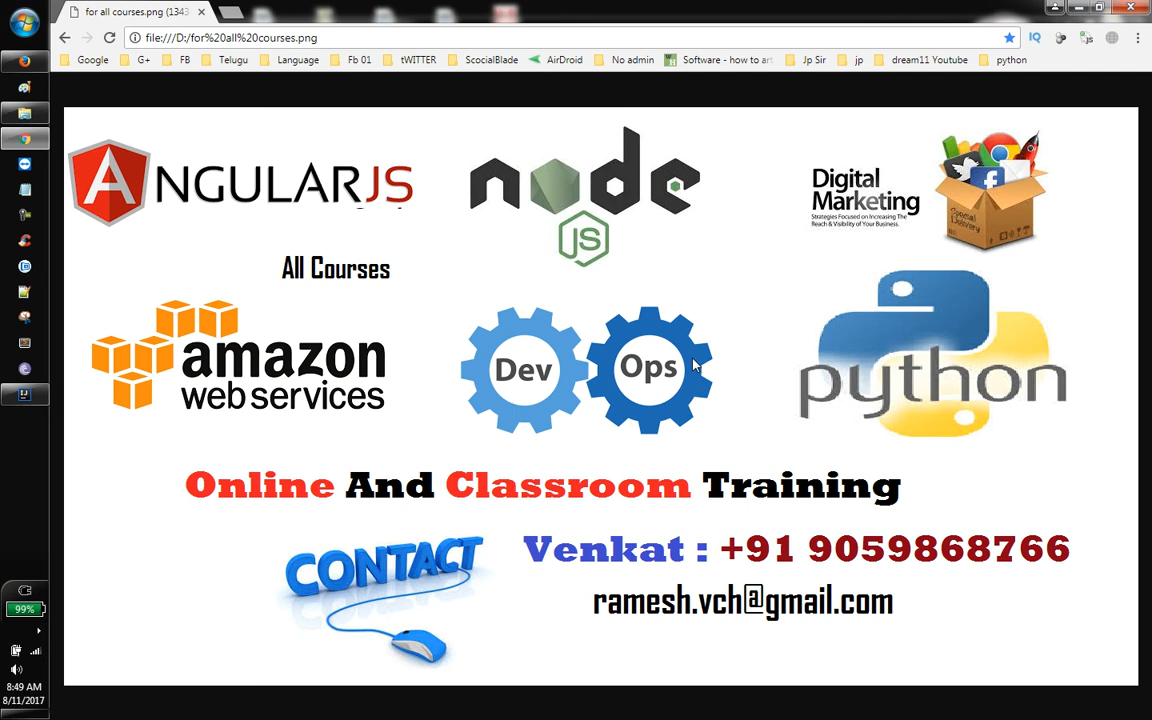 for all courses.png (1343
file:///D:/for%20all%20courses.png
Google G+ FB Telugu Language Fb 01 tWITTER ScocialBlade AirDroid No admin Software - how to art Jp Sir jp dream11 Youtube python
ANGULARJS
node
JS
Digital
Marketing
Strategies Focused on Increasing The
Reach & Visibility of Your Business.
Special
Delivery
All Courses
amazon
web services
Dev Ops
python
Online And Classroom Training
CONTACT
Venkat : +91 9059868766
ramesh.vch@gmail.com
99%
8:49 AM
8/11/2017